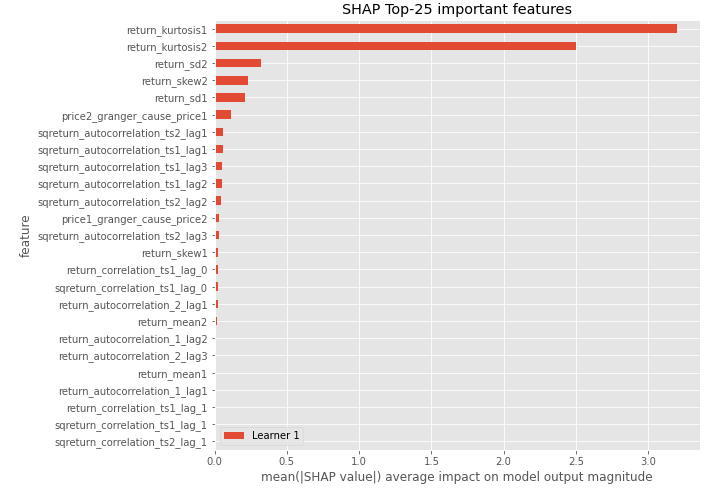 SHAP Top-25 important features
return_kurtosis1
return_kurtosis2
return_sd2
return_skew2
return_sd1
price2_granger_cause_price1
sqreturn_autocorrelation_ts2_lag1
sqreturn_autocorrelation_ts1_lag1
sqreturn_autocorrelation_ts1_lag3
sqreturn_autocorrelation_ts1_lag2
sqreturn_autocorrelation_ts2_lag2
price1_granger_cause_price2
sqreturn_autocorrelation_ts2_lag3
return_skew1
return_correlation_ts1_lag_0
sqreturn_correlation_ts1_lag_0
return_autocorrelation_2_lag1
return_mean2
return_autocorrelation_1_lag2
return_autocorrelation_2_lag3
return_mean1
return_autocorrelation_1_lag1
return_correlation_ts1_lag_1
sqreturn_correlation_ts1_lag_1
sqreturn_correlation_ts2_lag_1
feature
Learner 1
0.0 0.5 1.0 1.5 2.0 2.5 3.0
mean(|SHAP value|) average impact on model output magnitude